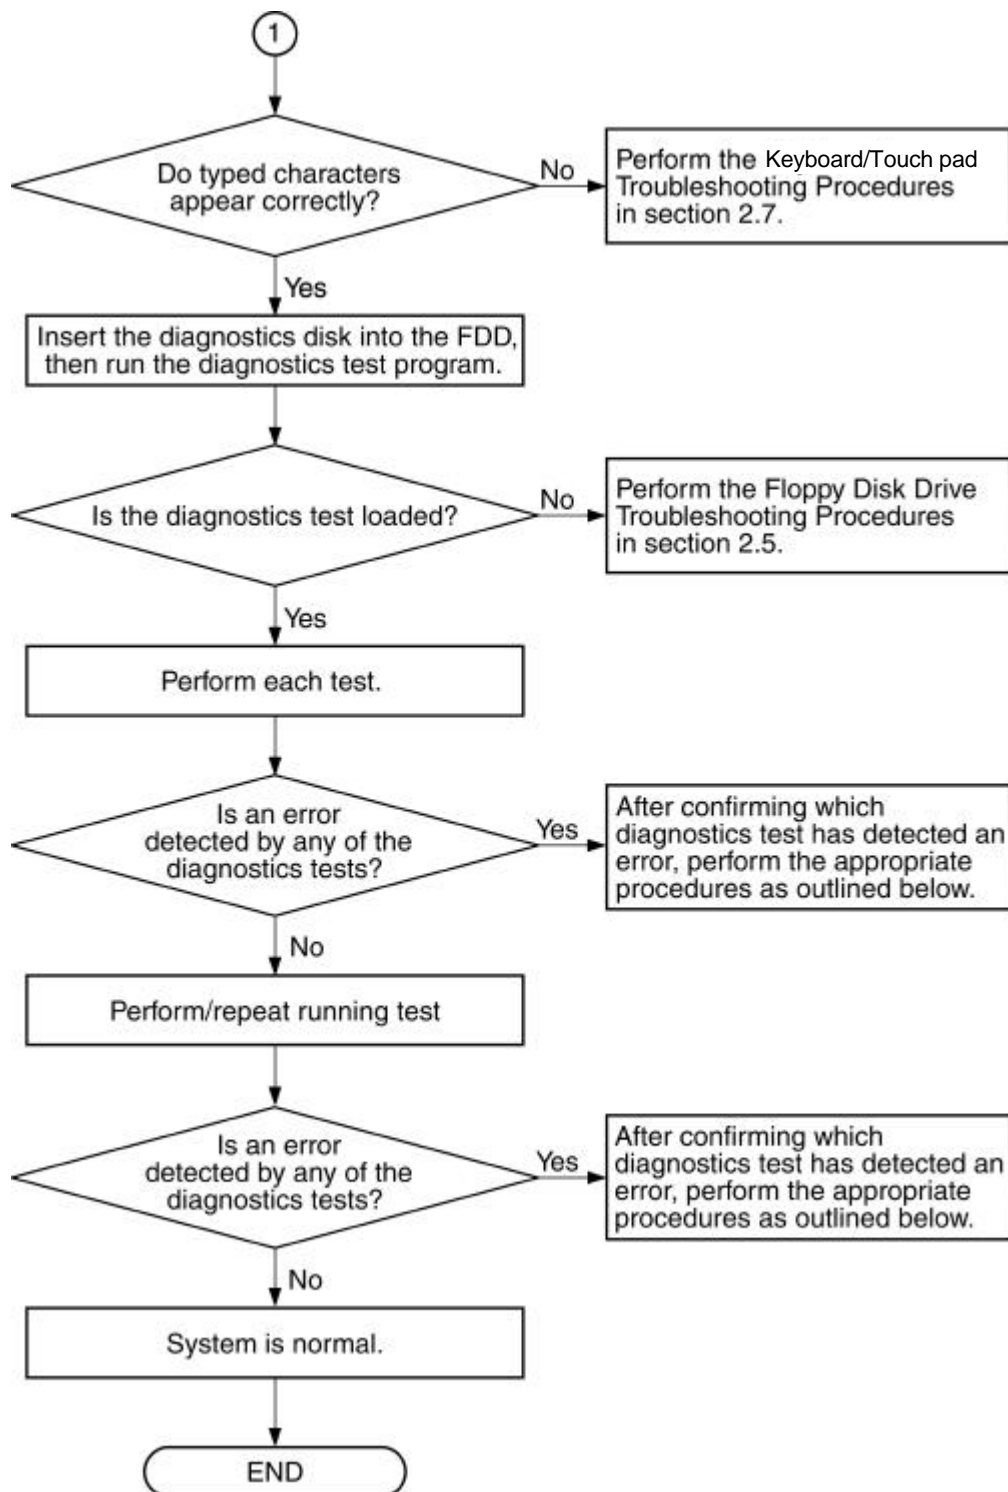 1
Do typed characters
appear correctly?
No
Perform the Keyboard/Touch pad
Troubleshooting Procedures
in section 2.7.
Yes
Insert the diagnostics disk into the FDD,
then run the diagnostics test program.
Is the diagnostics test loaded?
No
Perform the Floppy Disk Drive
Troubleshooting Procedures
in section 2.5.
Yes
Perform each test.
Is an error
detected by any of the
diagnostics tests?
Yes
After confirming which
diagnostics test has detected an
error, perform the appropriate
procedures as outlined below.
No
Perform/repeat running test
Is an error
detected by any of the
diagnostics tests?
Yes
After confirming which
diagnostics test has detected an
error, perform the appropriate
procedures as outlined below.
No
System is normal.
END